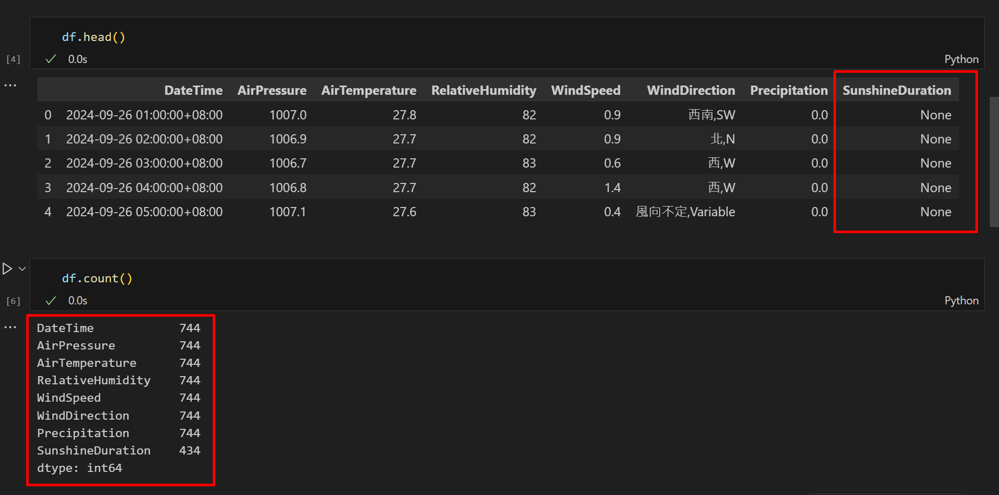 df.head()
[4]
0.0s
Python
DateTime AirPressure AirTemperature RelativeHumidity WindSpeed WindDirection Precipitation SunshineDuration
0 2024-09-26 01:00:00+08:00 1007.0 27.8 82 0.9 西南,SW 0.0 None
1 2024-09-26 02:00:00+08:00 1006.9 27.7 82 0.9 北,N 0.0 None
2 2024-09-26 03:00:00+08:00 1006.7 27.7 83 0.6 西,W 0.0 None
3 2024-09-26 04:00:00+08:00 1006.8 27.7 82 1.4 西,W 0.0 None
4 2024-09-26 05:00:00+08:00 1007.1 27.6 83 0.4 風向不定,Variable 0.0 None
df.count()
[6]
0.0s
Python
DateTime 744
AirPressure 744
AirTemperature 744
RelativeHumidity 744
WindSpeed 744
WindDirection 744
Precipitation 744
SunshineDuration 434
dtype: int64